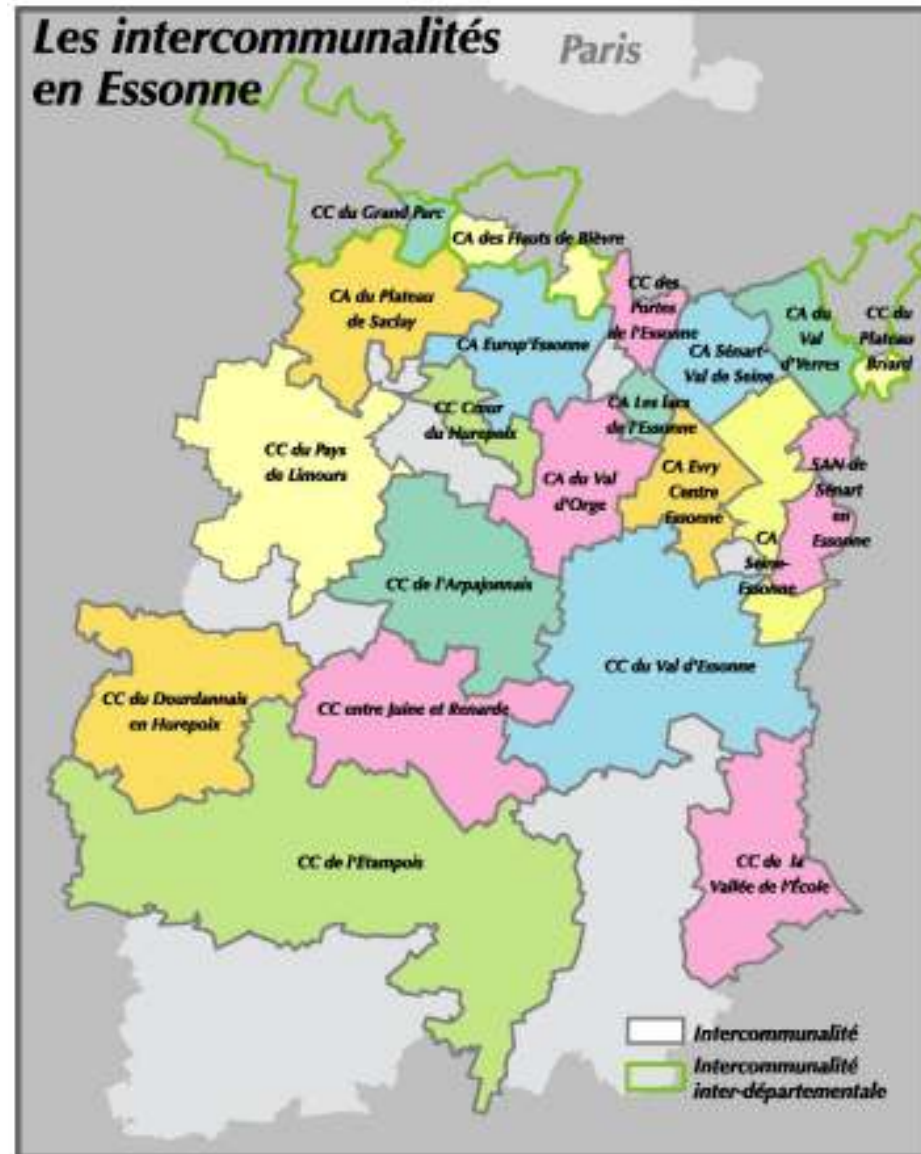 Les intercommunalités
en Essonne
Paris
CC du Grand Parc
CA des Hauts de Bièvre
CA du Plateau
de Saclay
CA Europ'Essonne
CC des
Portes
de l'Essonne
CA Sénart-
Val de Seine
CA du
Val
d'Yerres
CC du
Plateau
Briard
CC Cœur
du Hurepoix
CA Les lacs
de l'Essonne
CC du Pays
de Limours
CA du Val
d'Orge
CA Evry
Centre
Essonne
SAN de
Sénart
en
Essonne
CA
Seine-
Essonne
CC de l'Arpajonnais
CC du Val d'Essonne
CC du Dourdannais
en Hurepoix
CC entre Juine et Renarde
CC de l'Etampois
CC de la
Vallée de l'École
Intercommunalité
Intercommunalité
inter-départementale